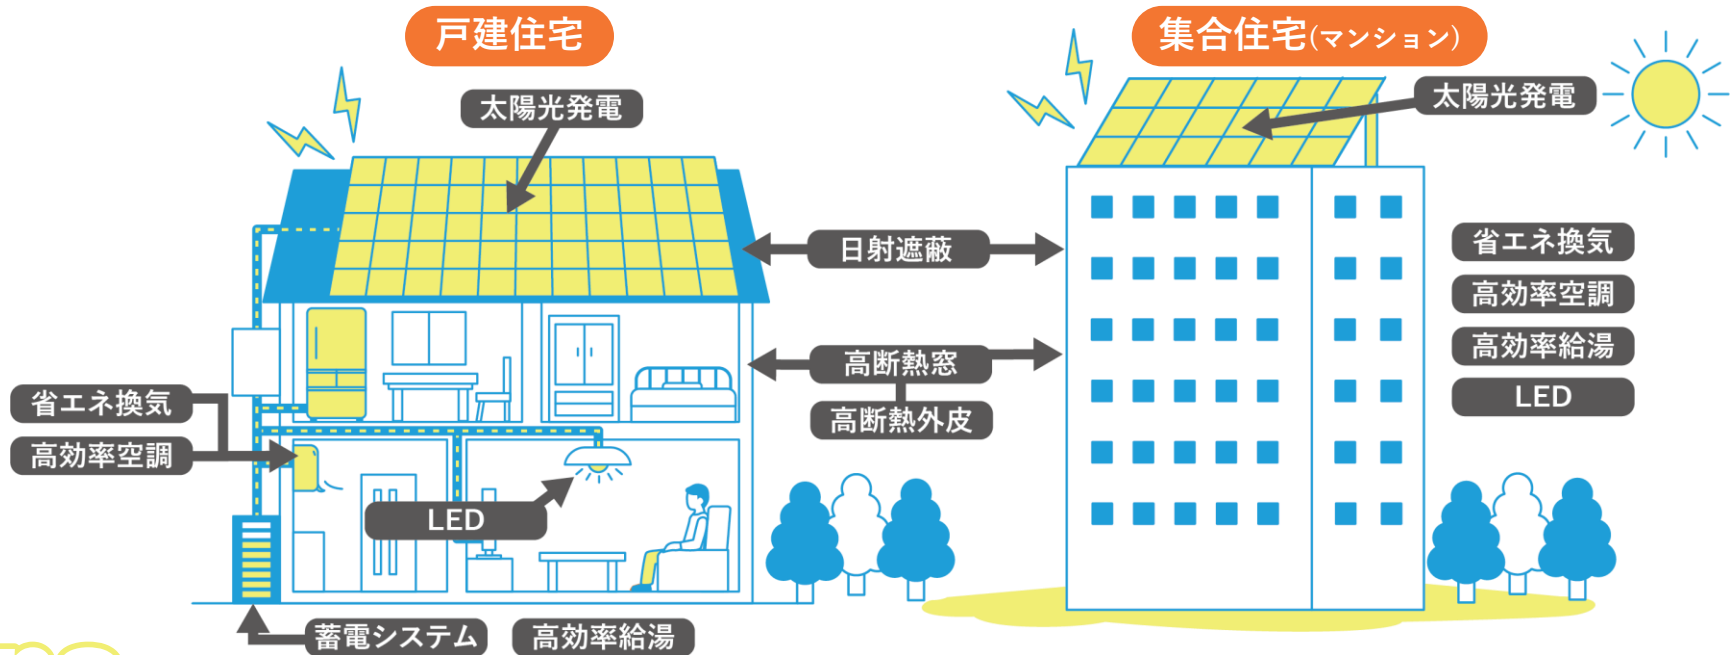 戸建住宅
集合住宅(マンション)
太陽光発電
太陽光発電
日射遮蔽
高断熱窓
高断熱外皮
省エネ換気
高効率空調
LED
蓄電システム
高効率給湯
省エネ換気
高効率空調
高効率給湯
LED